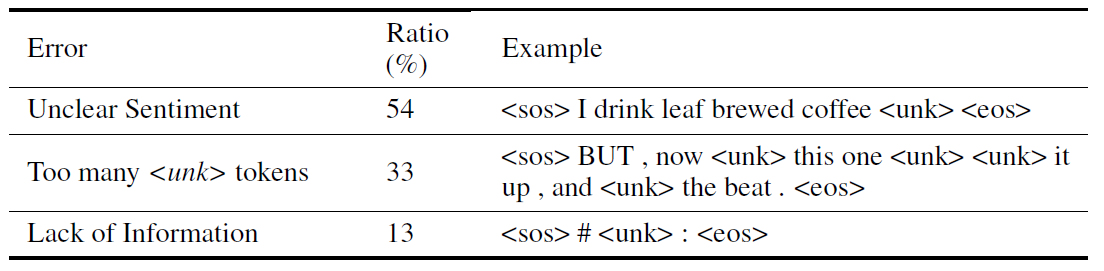 Error Ratio (%) Example
Unclear Sentiment 54 <sos> I drink leaf brewed coffee <unk> <eos>
Too many <unk> tokens 33 <sos> BUT , now <unk> this one <unk> <unk> it
up , and <unk> the beat . <eos>
Lack of Information 13 <sos> # <unk> : <eos>